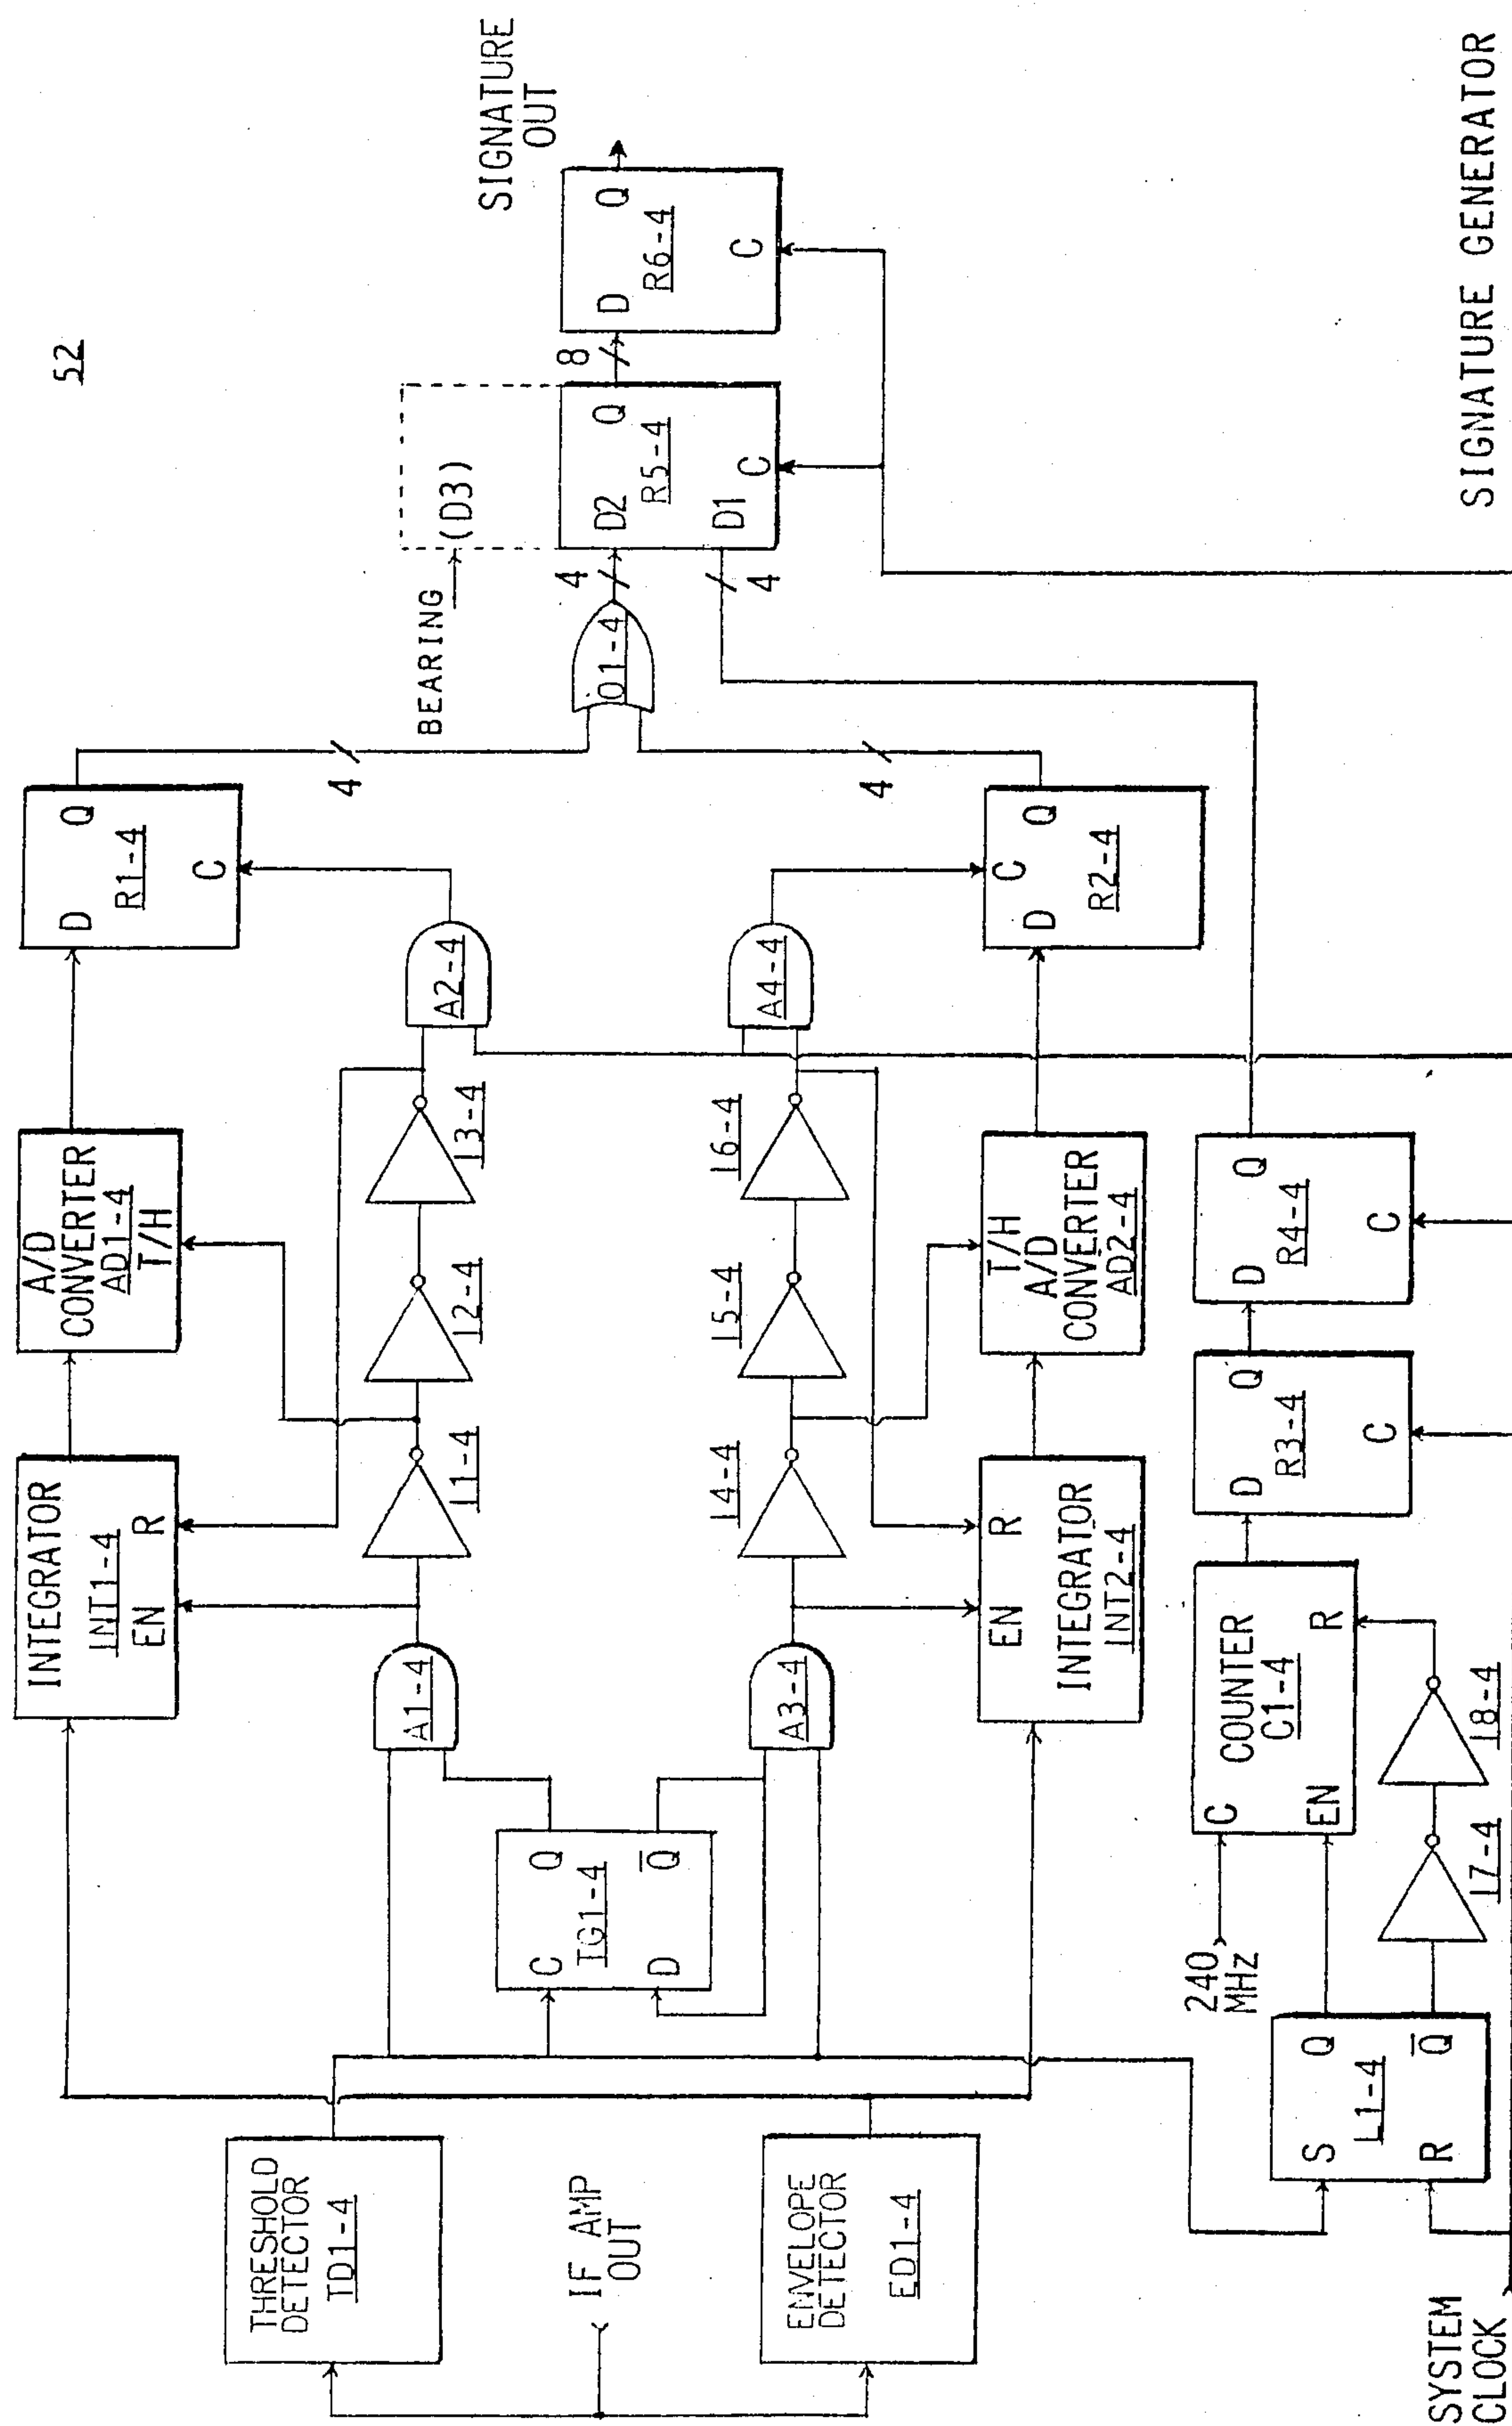 52
THRESHOLD
DETECTOR
TD1-4
IF AMP
OUT
ENVELOPE
DETECTOR
ED1-4
SYSTEM
CLOCK
INTEGRATOR
INT1-4
EN
R
A/D
CONVERTER
AD1-4
T/H
D
Q
R1-4
C
4
A1-4
I1-4
I2-4
I3-4
A2-4
C
Q
TG1-4
D
Q̅
A3-4
I4-4
I5-4
I6-4
A4-4
EN
R
INTEGRATOR
INT2-4
T/H
A/D
CONVERTER
AD2-4
C
D
Q
R2-4
4
BEARING
(D3)
O1-4
4
D2
Q
R5-4
D1
C
4
8
D
Q
R6-4
C
SIGNATURE
OUT
S
Q
L1-4
R
Q̅
240
MHz
C
COUNTER
C1-4
EN
R
I7-4
I8-4
D
Q
R3-4
C
D
Q
R4-4
C
SIGNATURE GENERATOR